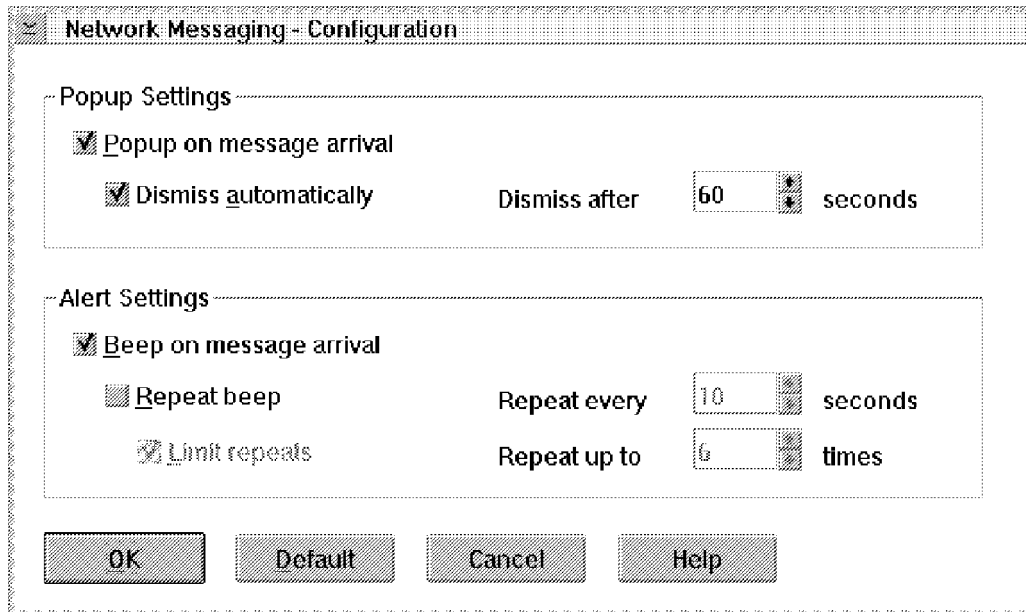 Network Messaging - Configuration
Popup Settings
Popup on message arrival
Dismiss automatically Dismiss after 60 seconds
Alert Settings
Beep on message arrival
Repeat beep Repeat every 10 seconds
Limit repeats Repeat up to 6 times
OK Default Cancel Help